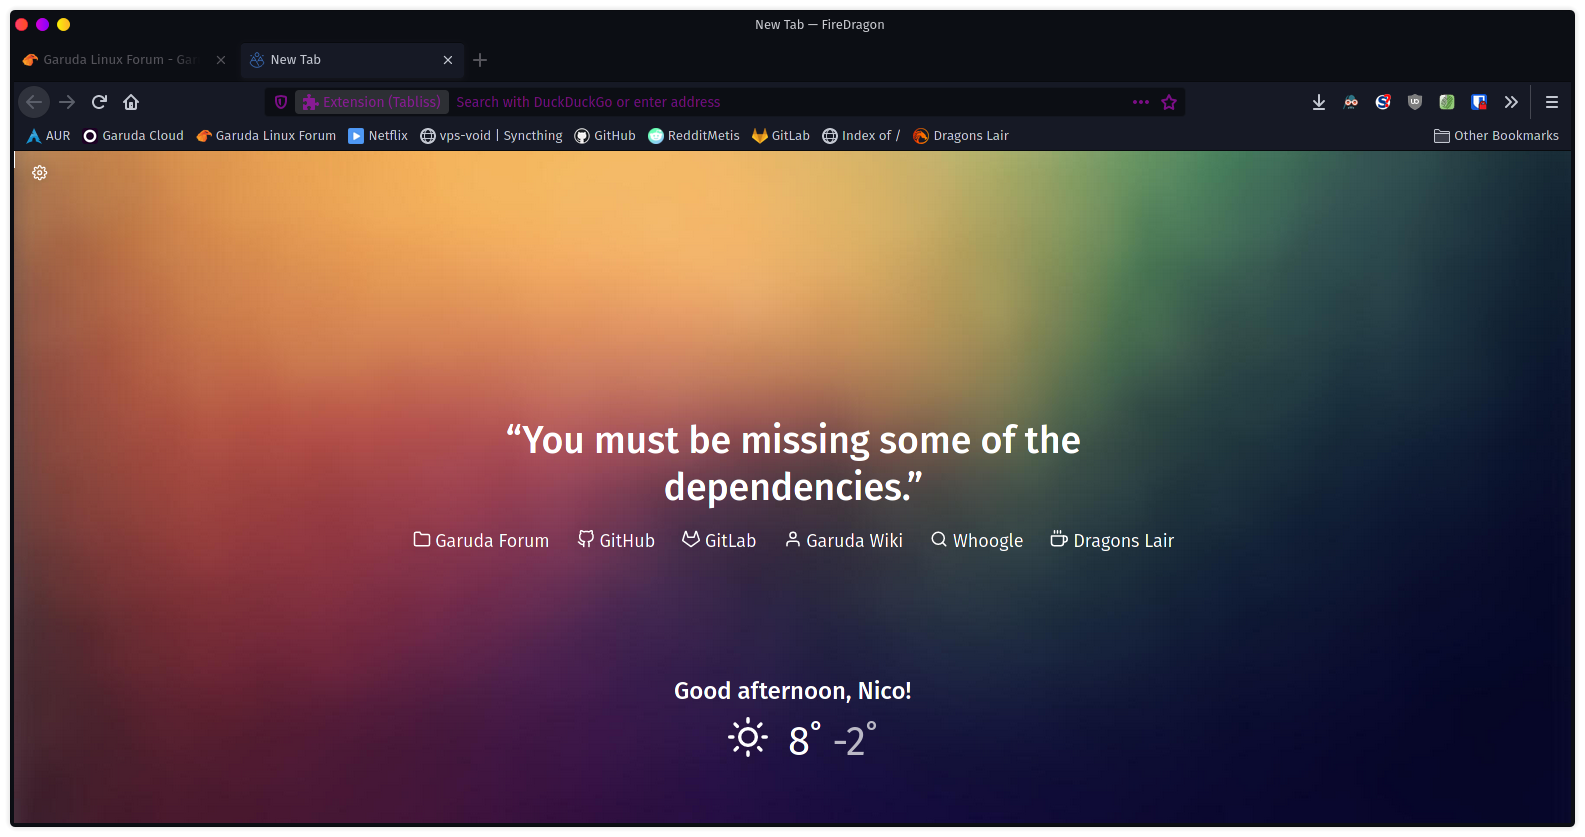 New Tab — FireDragon
Garuda Linux Forum - Gar
New Tab
Extension (Tabliss) Search with DuckDuckGo or enter address
AUR Garuda Cloud Garuda Linux Forum Netflix vps-void | Syncthing GitHub RedditMetis GitLab Index of / Dragons Lair Other Bookmarks
“You must be missing some of the
dependencies.”
Garuda Forum GitHub GitLab Garuda Wiki Whoogle Dragons Lair
Good afternoon, Nico!
8° -2°